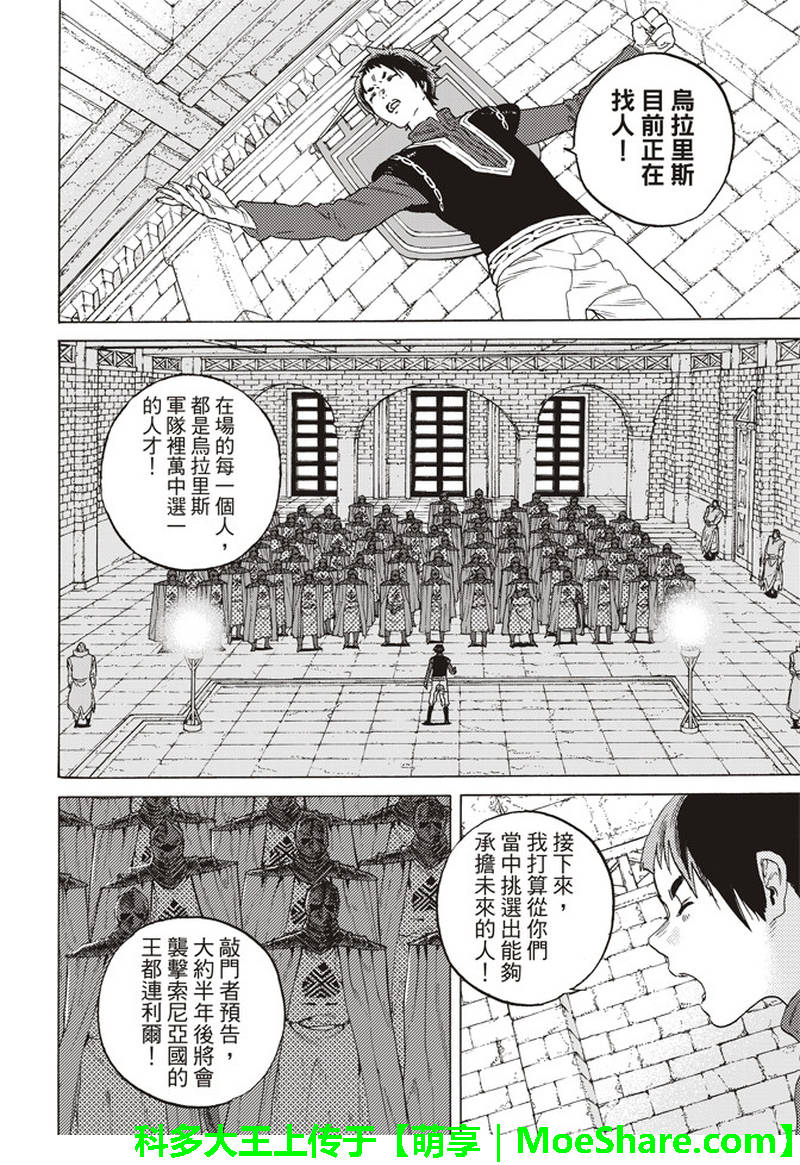 烏拉里斯
目前正在
找人！
在場的每一個人，
都是烏拉里斯
軍隊裡萬中選一
的人才！
接下來，
我打算從你們
當中挑選出能夠
承擔未來的人！
敲門者預告，
大約半年後將會
襲擊索尼亞國的
王都連利爾！
科多大王上传于【萌享|MoeShare.com】